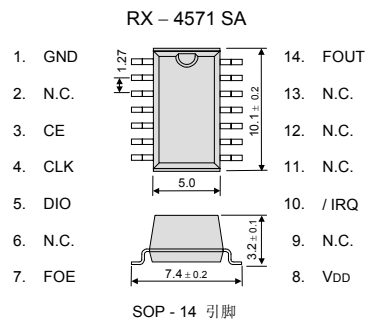 RX – 4571 SA
1. GND
2. N.C.
3. CE
4. CLK
5. DIO
6. N.C.
7. FOE
1.27
10.1 ± 0.2
5.0
3.2 ± 0.1
7.4 ± 0.2
14. FOUT
13. N.C.
12. N.C.
11. N.C.
10. / IRQ
9. N.C.
8. VDD
SOP - 14 引脚